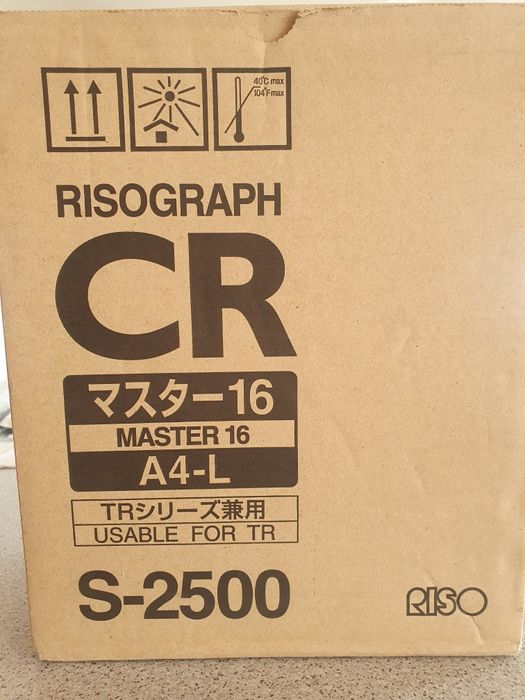 40°C max
104°F max
RISOGRAPH
CR
マスター16
MASTER 16
A4-L
TRシリーズ兼用
USABLE FOR TR
S-2500
RISO